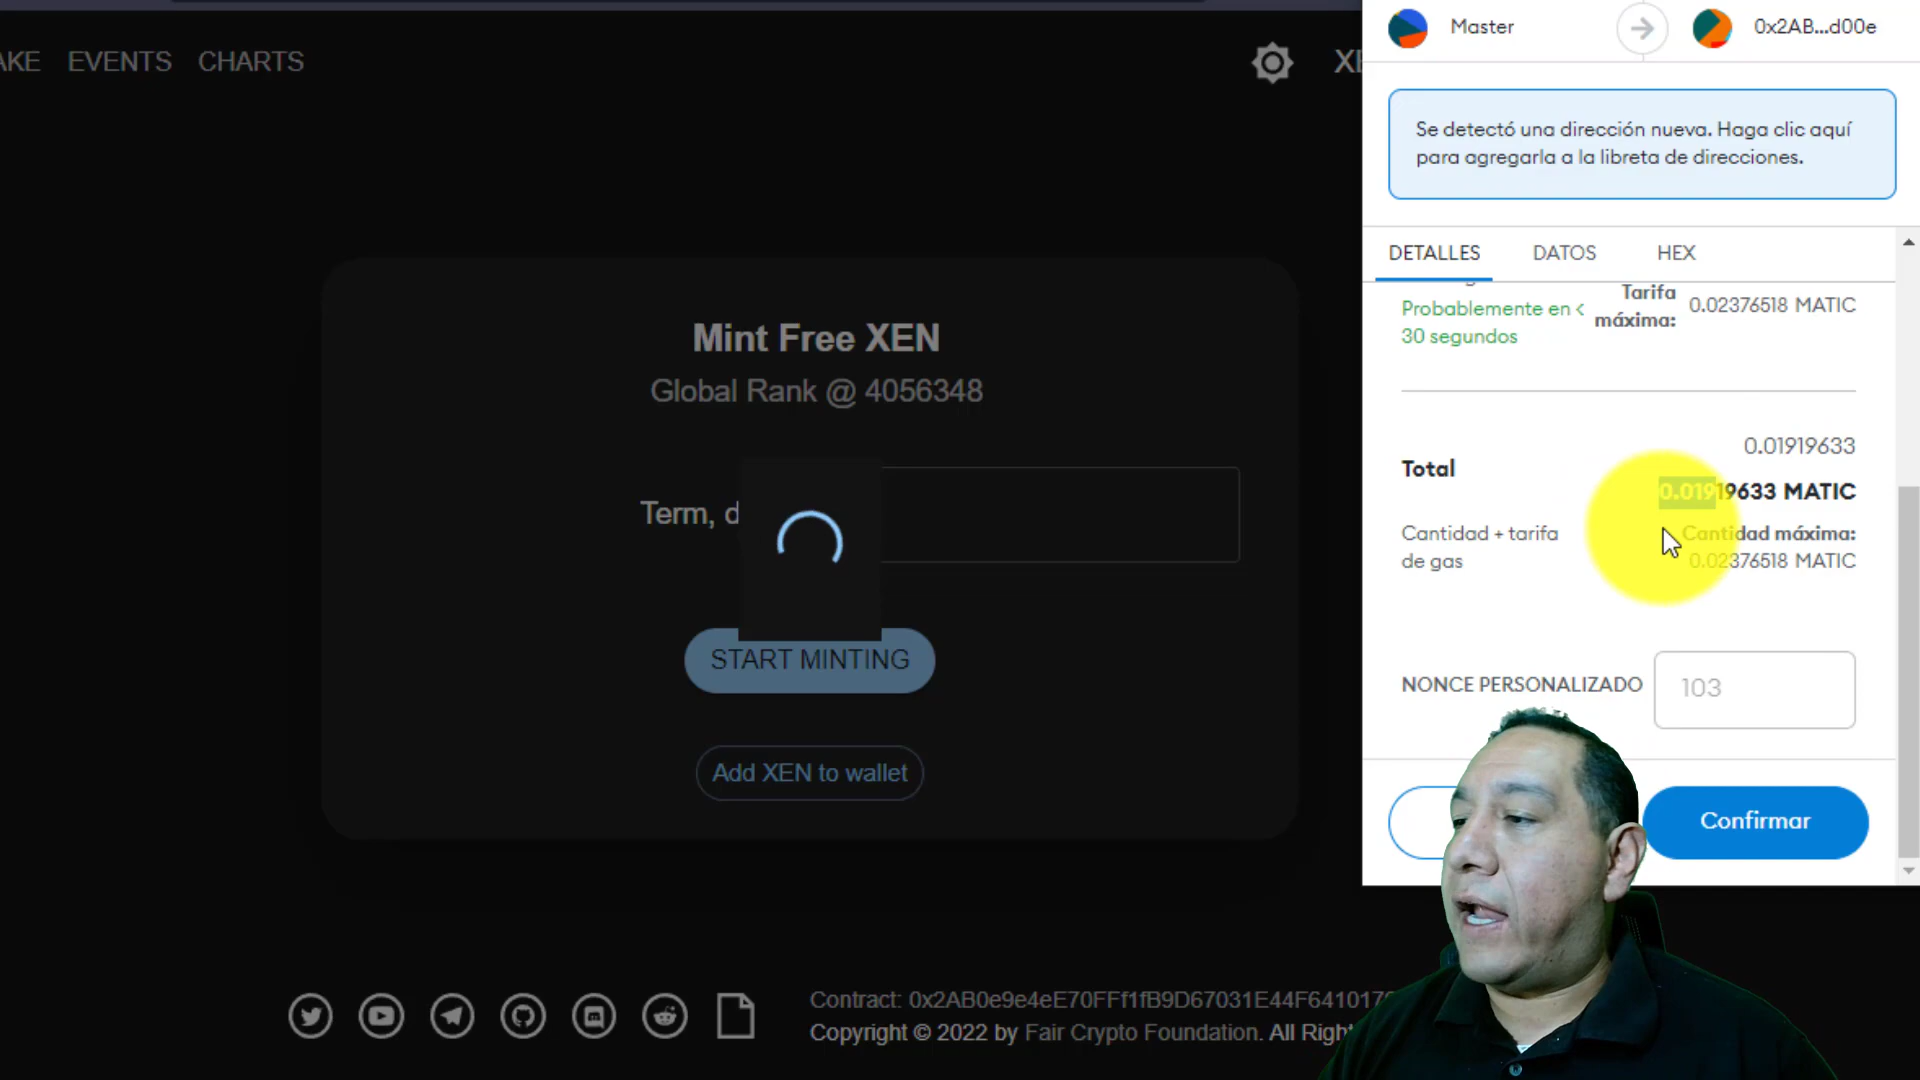 EVENTS CHARTS
Mint Free XEN
Global Rank @ 4056348
Term,
START MINTING
Add XEN to wallet
Contract:
Copyright © 2022 by Fair Crypto Foundation. All
Master
0x2AB...d00e
Se detectó una dirección nueva. Haga clic aquí
para agregarla a la libreta de direcciones.
DETALLES DATOS HEX
Probablemente en <
30 segundos
Tarifa
máxima:
0.02376518 MATIC
Total
0.01919633
0.01919633 MATIC
Cantidad + tarifa
de gas
Cantidad máxima:
0.02376518 MATIC
NONCE PERSONALIZADO
103
Confirmar